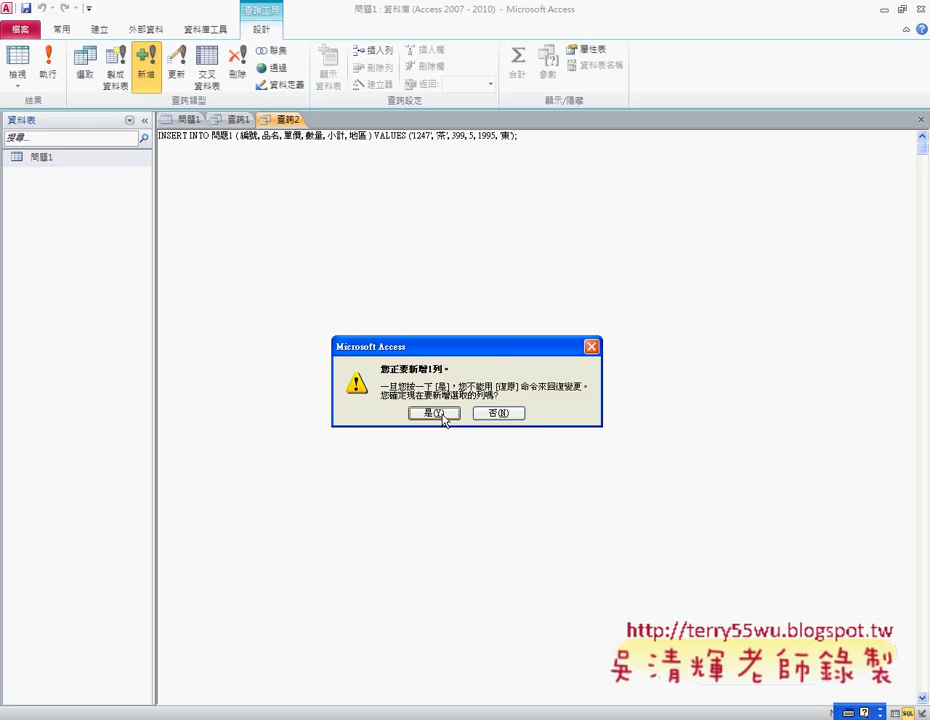 查詢工具
問題1 : 資料庫 (Access 2007 - 2010) - Microsoft Access
檔案 常用 建立 外部資料 資料庫工具 設計
檢視 執行 選取 製成資料表 新增 更新 交叉資料表 刪除
聯集
通過
資料定義
顯示資料表
插入列
刪除列
建立器
插入欄
刪除欄
返回:
合計 參數
屬性表
資料表名稱
結果 查詢類型 查詢設定 顯示/隱藏
資料表
搜尋...
問題1
問題1 查詢1 查詢2
INSERT INTO 問題1 ( 編號, 品名, 單價, 數量, 小計, 地區 ) VALUES ('1247', '茶', 399, 5, 1995, '東');
Microsoft Access
您正要新增1列。
一旦您按一下 [是]，您不能用 [復原] 命令來回復變更。
您確定現在要新增選取的列嗎?
是(Y) 否(N)
http://terry55wu.blogspot.tw
吳清輝老師錄製
SQL